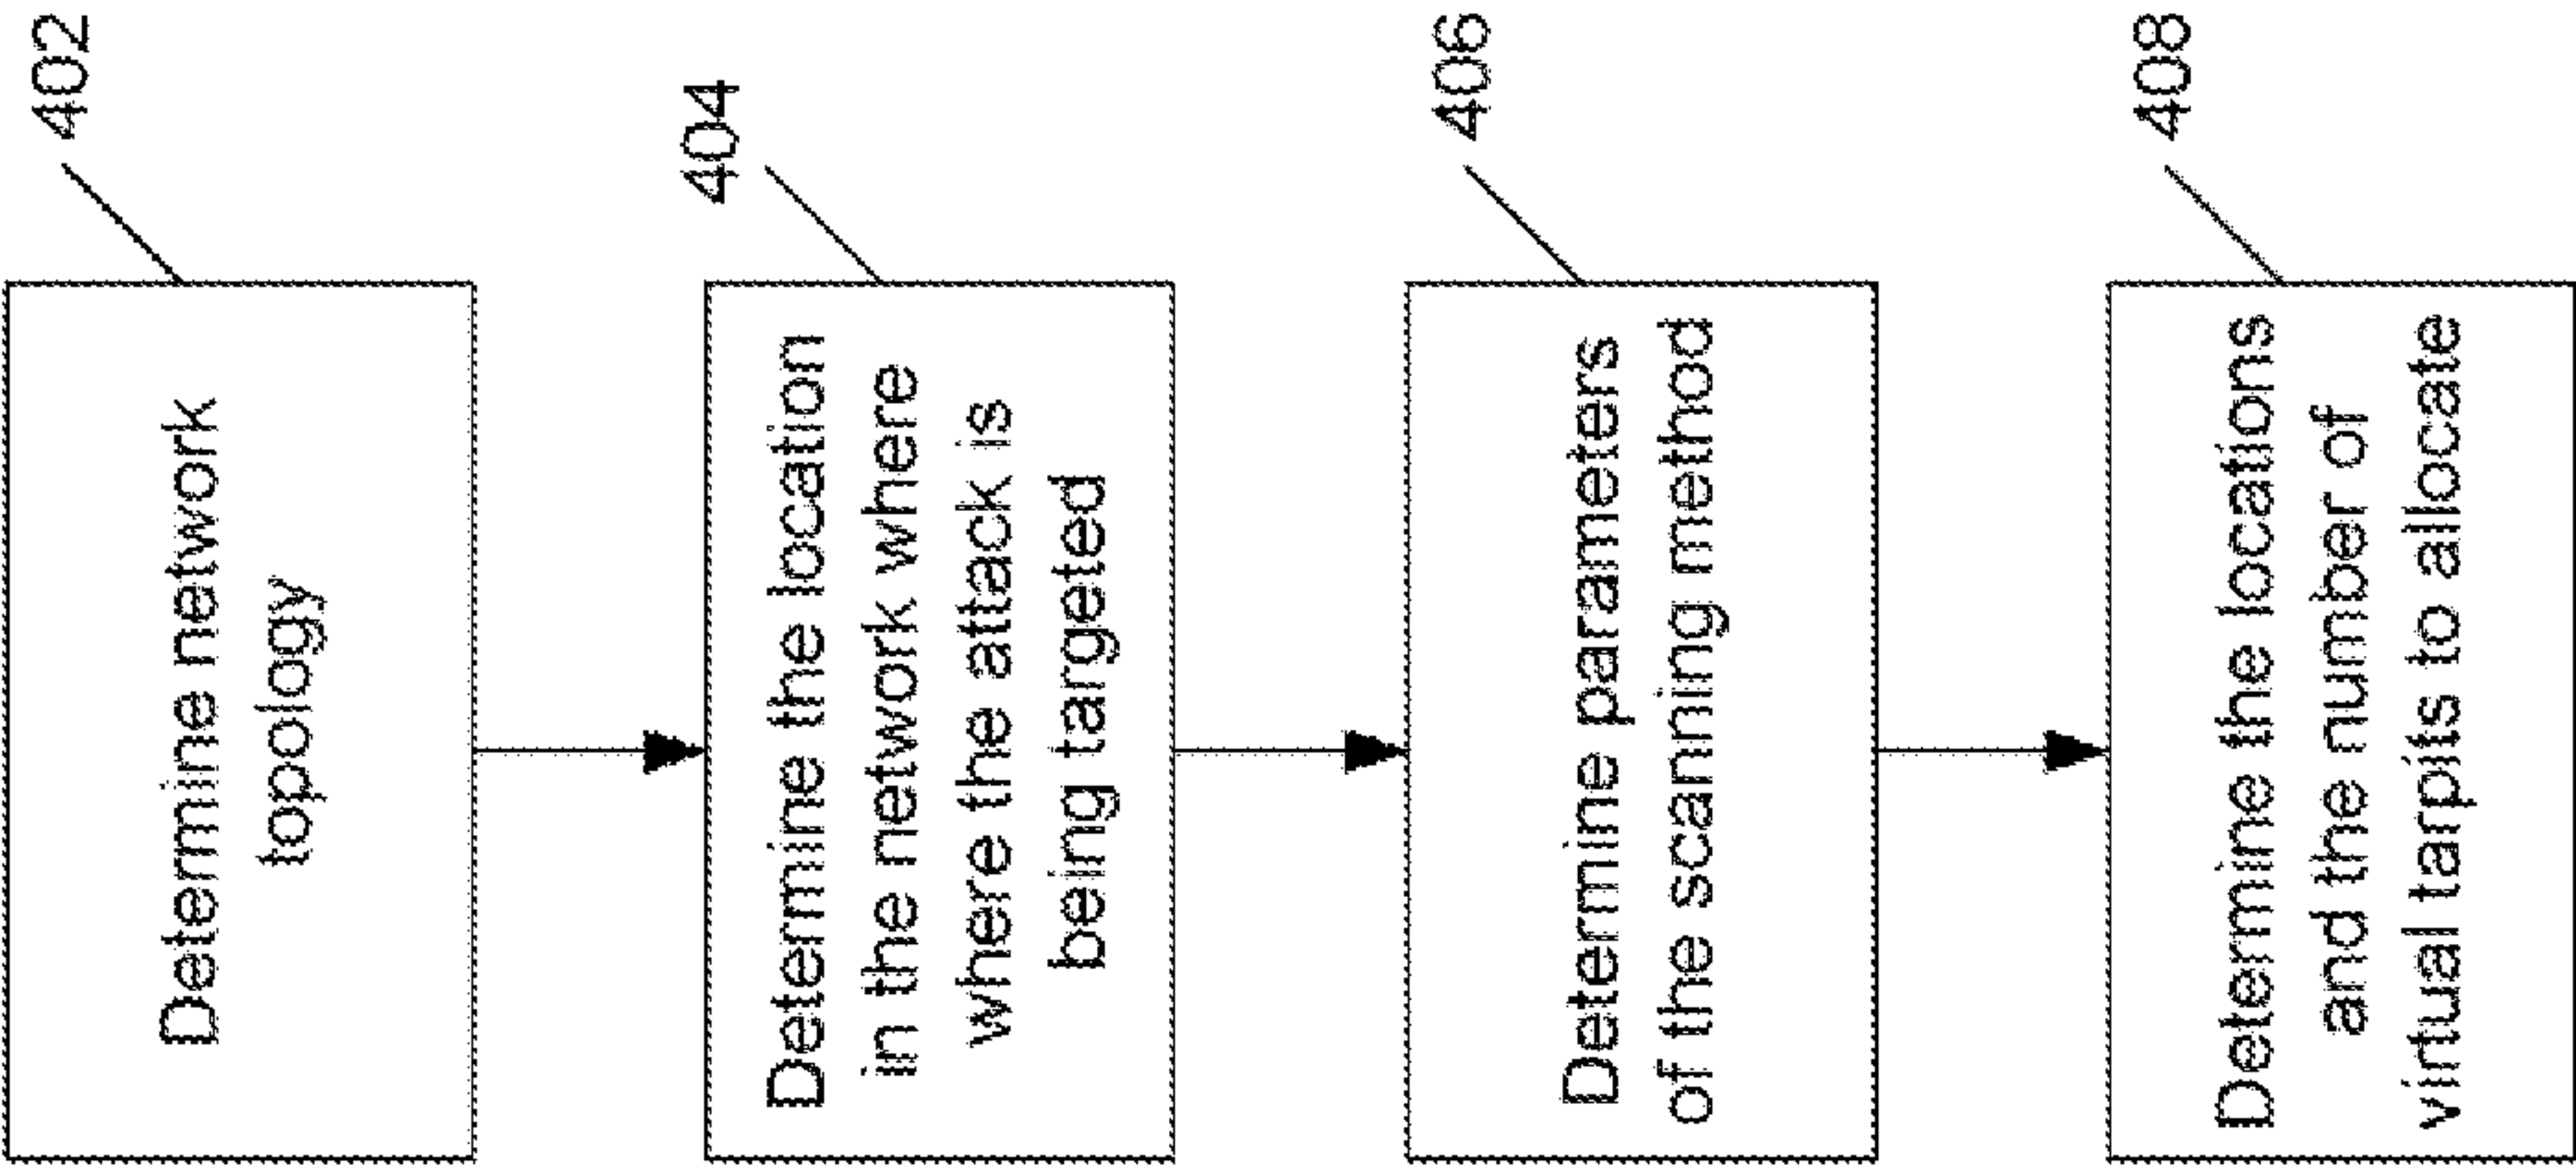 402
Determine network
topology
404
Determine the location
in the network where
where the attack is
being targeted
406
Determine parameters
of the scanning method
408
Determine the locations
and the number of
virtual tarpits to allocate